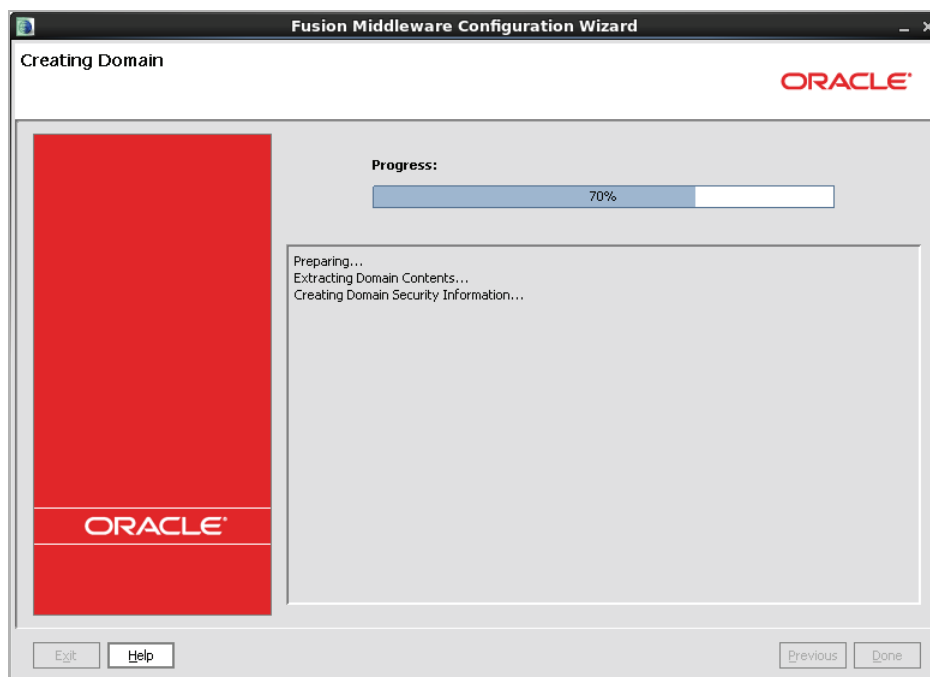 Fusion Middleware Configuration Wizard
Creating Domain
ORACLE
Progress:
70%
Preparing...
Extracting Domain Contents...
Creating Domain Security Information...
ORACLE
Exit Help Previous Done